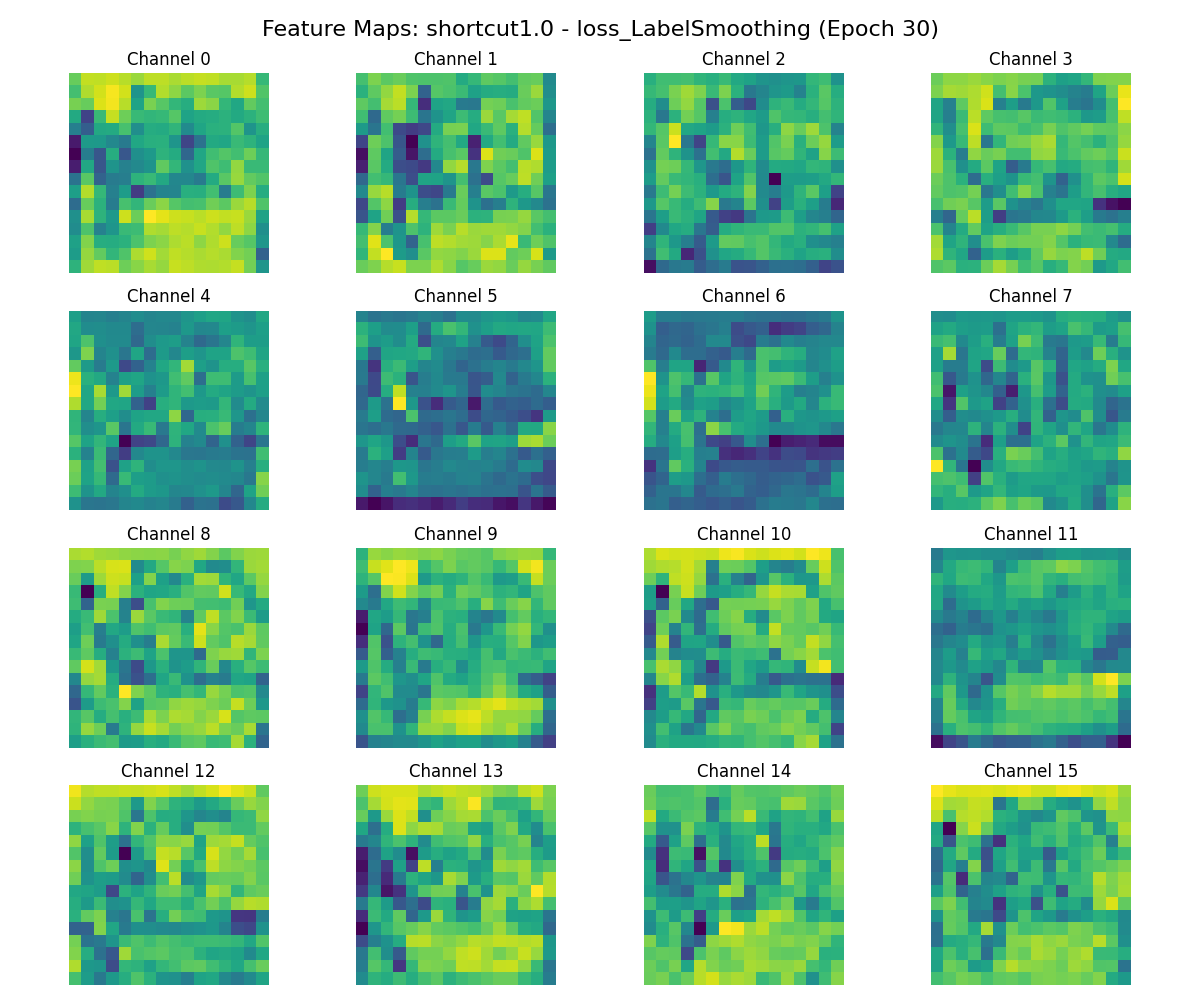 Feature Maps: shortcut1.0 - loss_LabelSmoothing (Epoch 30)
Channel 0
Channel 1
Channel 2
Channel 3
Channel 4
Channel 5
Channel 6
Channel 7
Channel 8
Channel 9
Channel 10
Channel 11
Channel 12
Channel 13
Channel 14
Channel 15